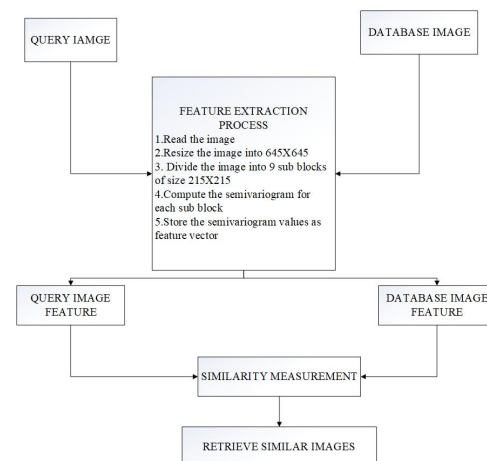 QUERY IAMGE
DATABASE IMAGE
FEATURE EXTRACTION
PROCESS
1.Read the image
2.Resize the image into 645X645
3. Divide the image into 9 sub blocks
of size 215X215
4.Compute the semivariogram for
each sub block
5.Store the semivariogram values as
feature vector
QUERY IMAGE
FEATURE
DATABASE IMAGE
FEATURE
SIMILARITY MEASUREMENT
RETRIEVE SIMILAR IMAGES